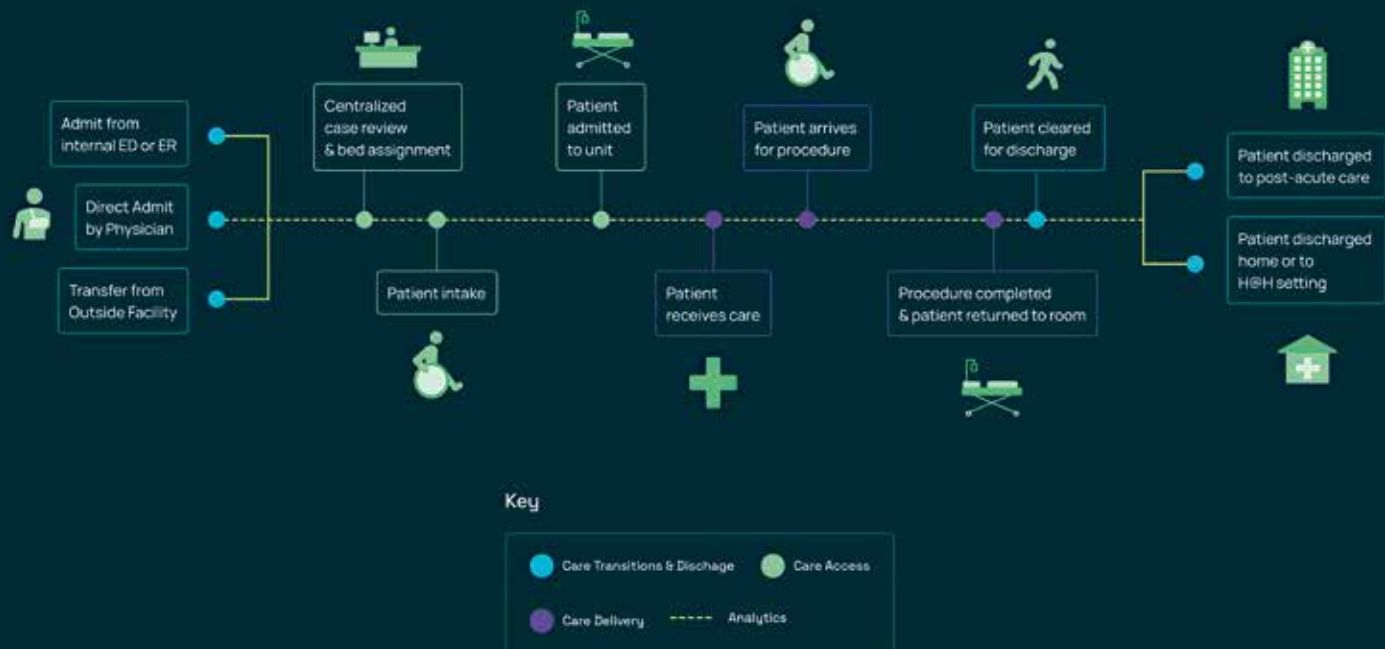 Admit from
internal ED or ER
Direct Admit
by Physician
Transfer from
Outside Facility
Centralized
case review
& bed assignment
Patient intake
Patient
admitted
to unit
Patient
receives care
Patient arrives
for procedure
Procedure completed
& patient returned to room
Patient cleared
for discharge
Patient discharged
to post-acute care
Patient discharged
home or to
H@H setting
Key
Care Transitions & Dischage
Care Access
Care Delivery
Analytics